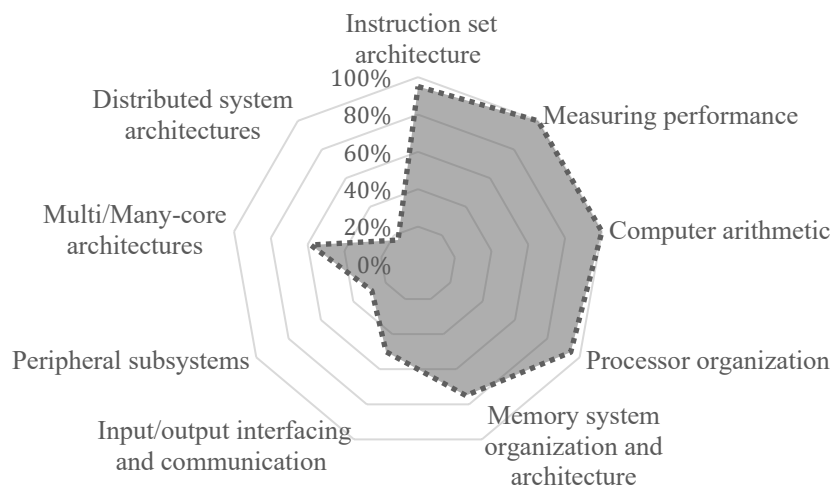 Instruction set
architecture
100%
80%
60%
40%
20%
0%
Measuring performance
Computer arithmetic
Processor organization
Memory system
organization and
architecture
Input/output interfacing
and communication
Peripheral subsystems
Multi/Many-core
architectures
Distributed system
architectures